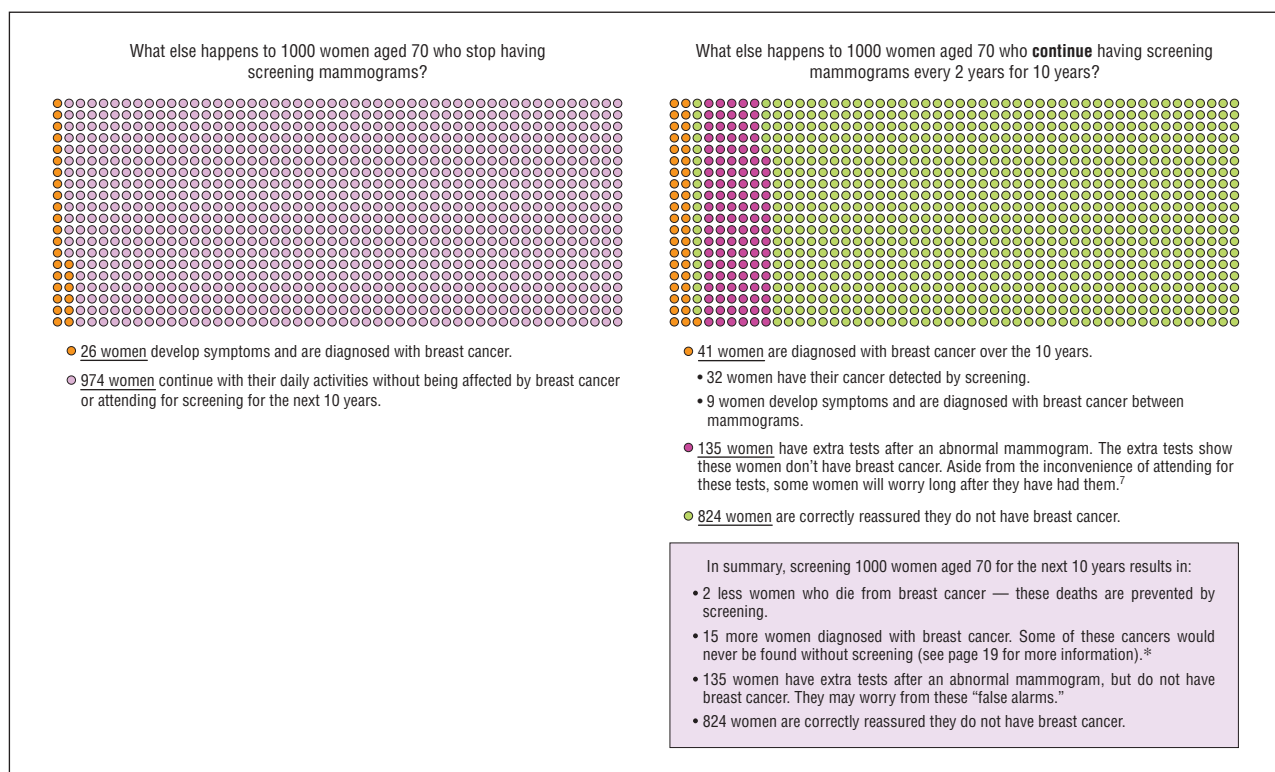 What else happens to 1000 women aged 70 who stop having
screening mammograms?
26 women develop symptoms and are diagnosed with breast cancer.
974 women continue with their daily activities without being affected by breast cancer
or attending for screening for the next 10 years.
What else happens to 1000 women aged 70 who continue having screening
mammograms every 2 years for 10 years?
41 women are diagnosed with breast cancer over the 10 years.
• 32 women have their cancer detected by screening.
• 9 women develop symptoms and are diagnosed with breast cancer between
mammograms.
135 women have extra tests after an abnormal mammogram. The extra tests show
these women don't have breast cancer. Aside from the inconvenience of attending for
these tests, some women will worry long after they have had them.7
824 women are correctly reassured they do not have breast cancer.
In summary, screening 1000 women aged 70 for the next 10 years results in:
• 2 less women who die from breast cancer — these deaths are prevented by
screening.
• 15 more women diagnosed with breast cancer. Some of these cancers would
never be found without screening (see page 19 for more information).*
• 135 women have extra tests after an abnormal mammogram, but do not have
breast cancer. They may worry from these “false alarms.”
• 824 women are correctly reassured they do not have breast cancer.